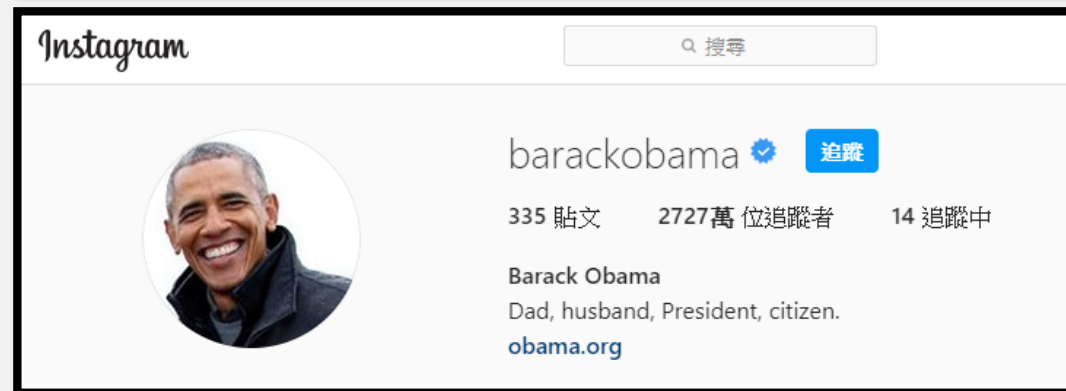 Instagram
搜尋
barackobama
追蹤
335 貼文 2727萬 位追蹤者 14 追蹤中
Barack Obama
Dad, husband, President, citizen.
obama.org